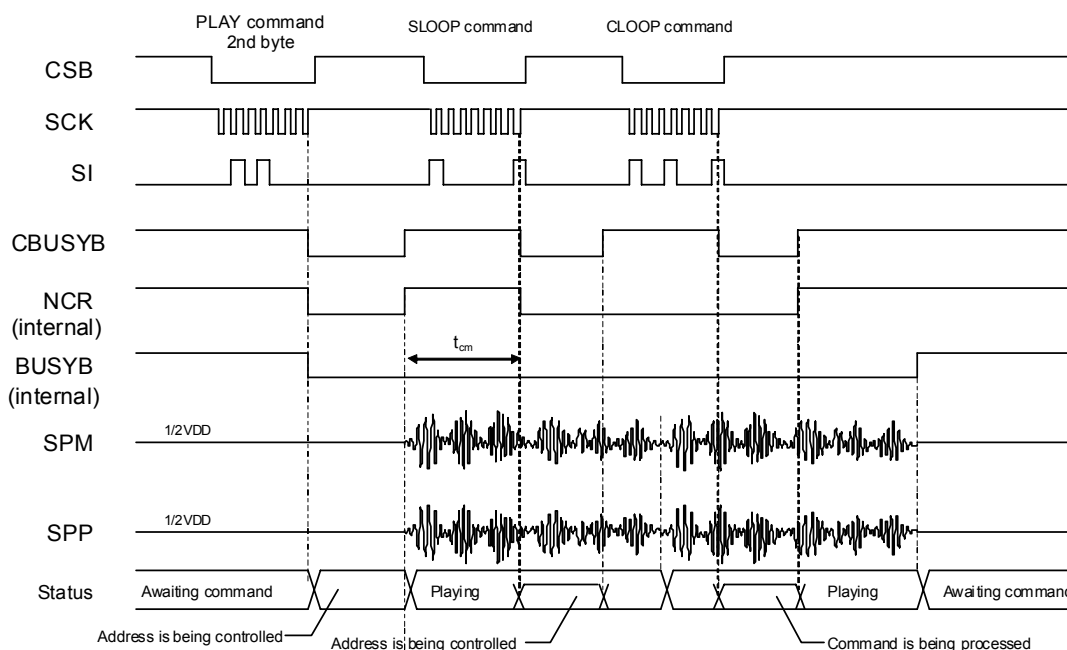 PLAY command
2nd byte
SLOOP command
CLOOP command
CSB
SCK
SI
CBUSYB
NCR
(internal)
tcm
BUSYB
(internal)
1/2VDD
SPM
1/2VDD
SPP
Status
Awaiting command
Playing
Playing
Awaiting command
Address is being controlled
Address is being controlled
Command is being processed